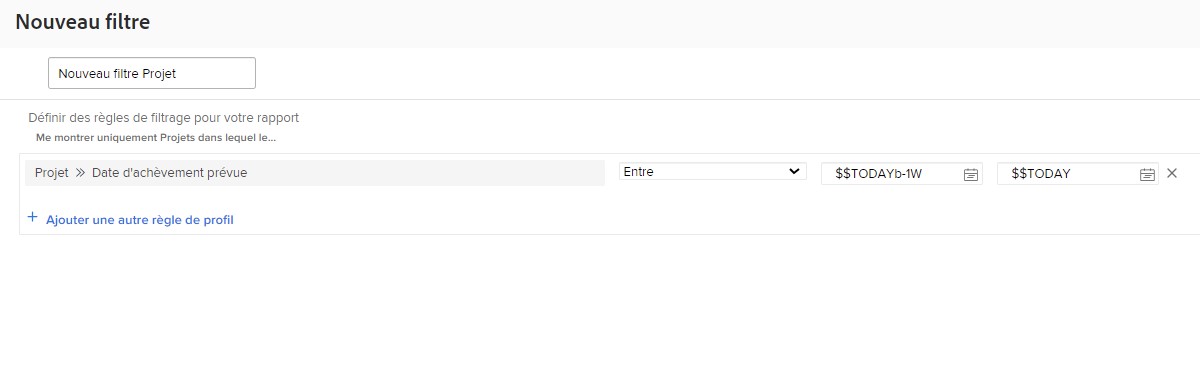 Nouveau filtre
Nouveau filtre Projet
Définir des règles de filtrage pour votre rapport
Me montrer uniquement Projets dans lequel le...
Projet » Date d'achèvement prévue Entre $$TODAYb-1W $$TODAY
+ Ajouter une autre règle de profil